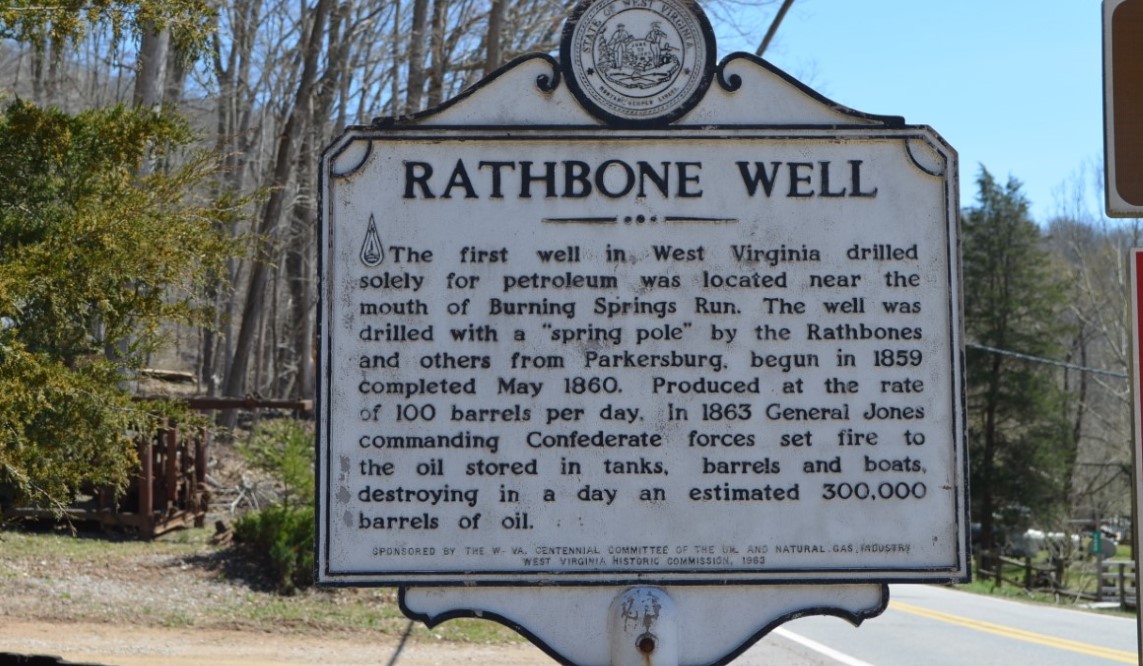 STATE OF WEST VIRGINIA
MONTANI SEMPER LIBERI
RATHBONE WELL
The first well in West Virginia drilled
solely for petroleum was located near the
mouth of Burning Springs Run. The well was
drilled with a "spring pole" by the Rathbones
and others from Parkersburg, begun in 1859
completed May 1860. Produced at the rate
of 100 barrels per day. In 1863 General Jones
commanding Confederate forces set fire to
the oil stored in tanks, barrels and boats,
destroying in a day an estimated 300,000
barrels of oil.
SPONSORED BY THE W. VA. CENTENNIAL COMMITTEE OF THE OIL AND NATURAL GAS INDUSTRY
WEST VIRGINIA HISTORIC COMMISSION, 1963